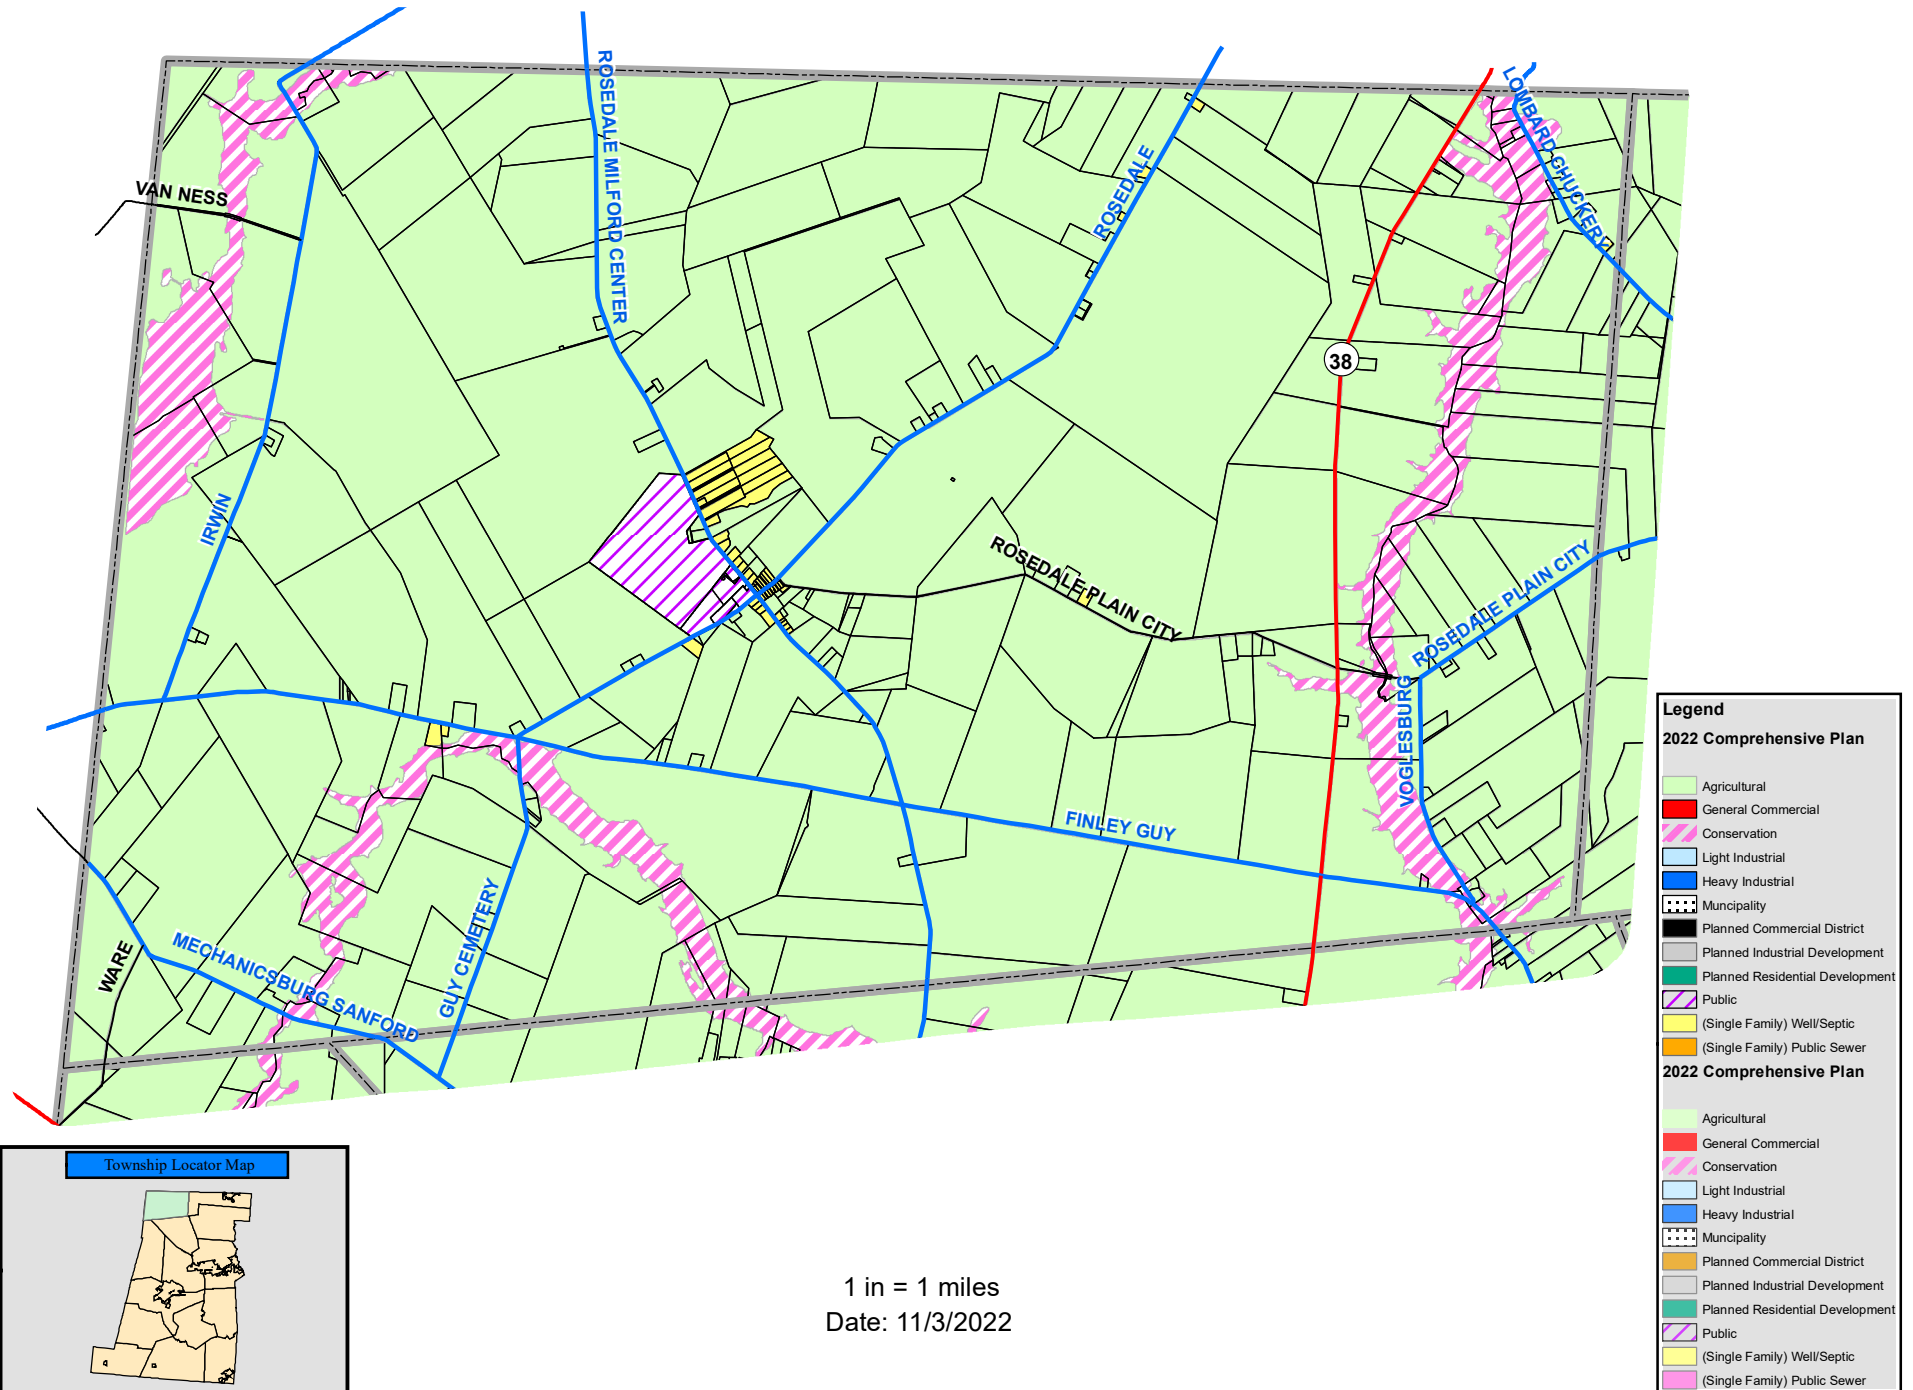 ROSEDALE MILFORD CENTER
LOMBARD CHUCKERY
VAN NESS
ROSEDALE
38
IRWIN
ROSEDALE PLAIN CITY
ROSEDALE PLAIN CITY
VOGLESBURG
FINLEY GUY
GUY CEMETERY
MECHANICSBURG SANFORD
WARE
Legend
2022 Comprehensive Plan
Agricultural
General Commercial
Conservation
Light Industrial
Heavy Industrial
Muncipality
Planned Commercial District
Planned Industrial Development
Planned Residential Development
Public
(Single Family) Well/Septic
(Single Family) Public Sewer
2022 Comprehensive Plan
Agricultural
General Commercial
Conservation
Light Industrial
Heavy Industrial
Muncipality
Planned Commercial District
Planned Industrial Development
Planned Residential Development
Public
(Single Family) Well/Septic
(Single Family) Public Sewer
Township Locator Map
1 in = 1 miles
Date: 11/3/2022